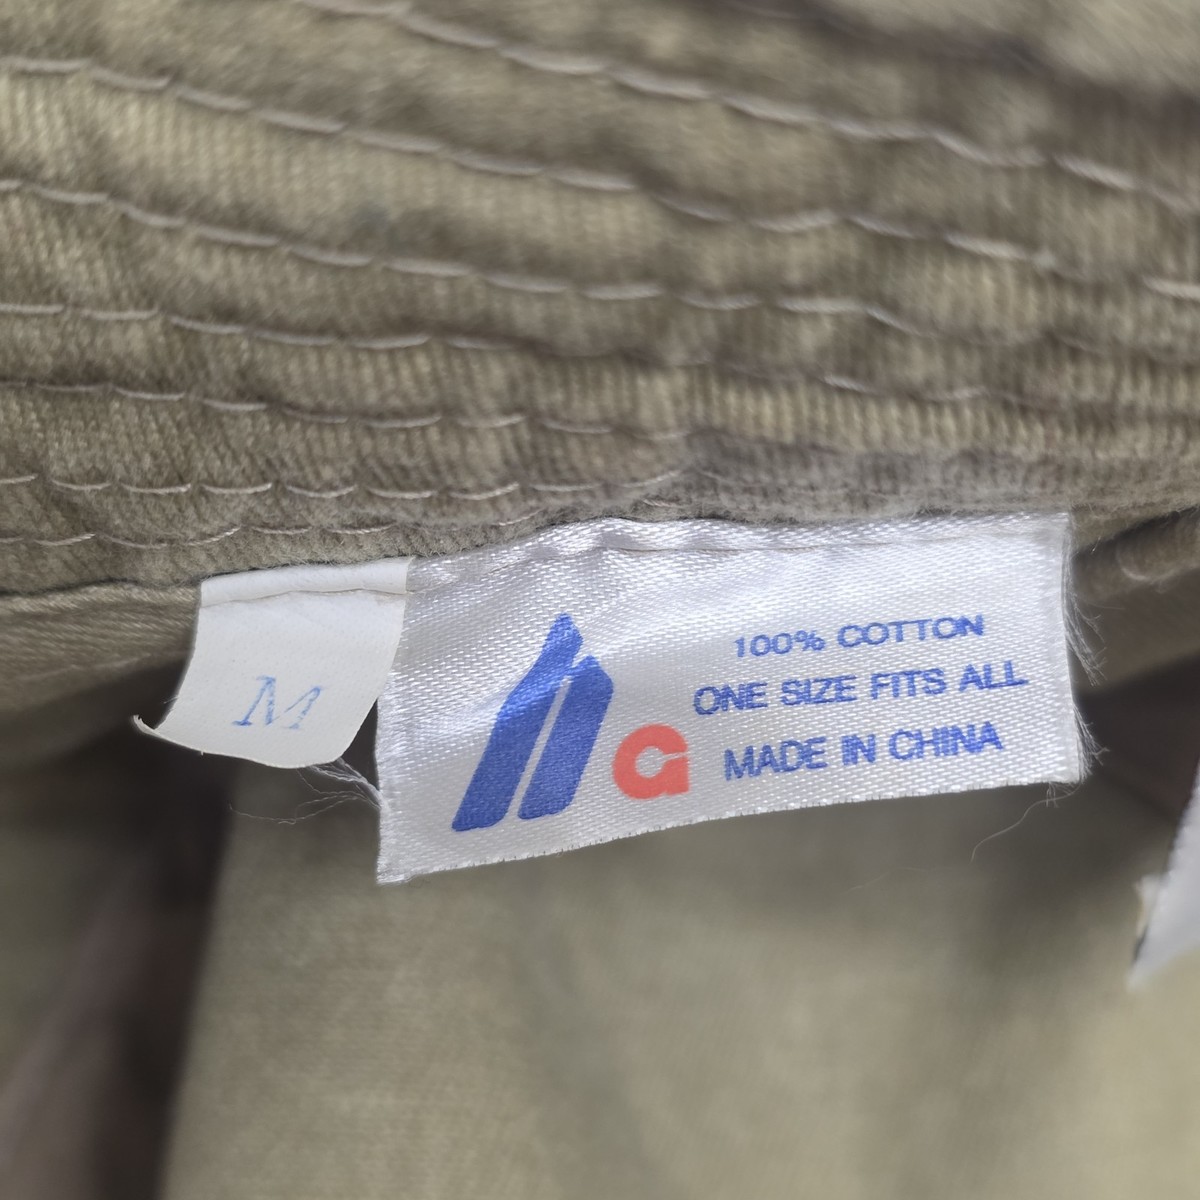 M
G
100% COTTON
ONE SIZE FITS ALL
MADE IN CHINA